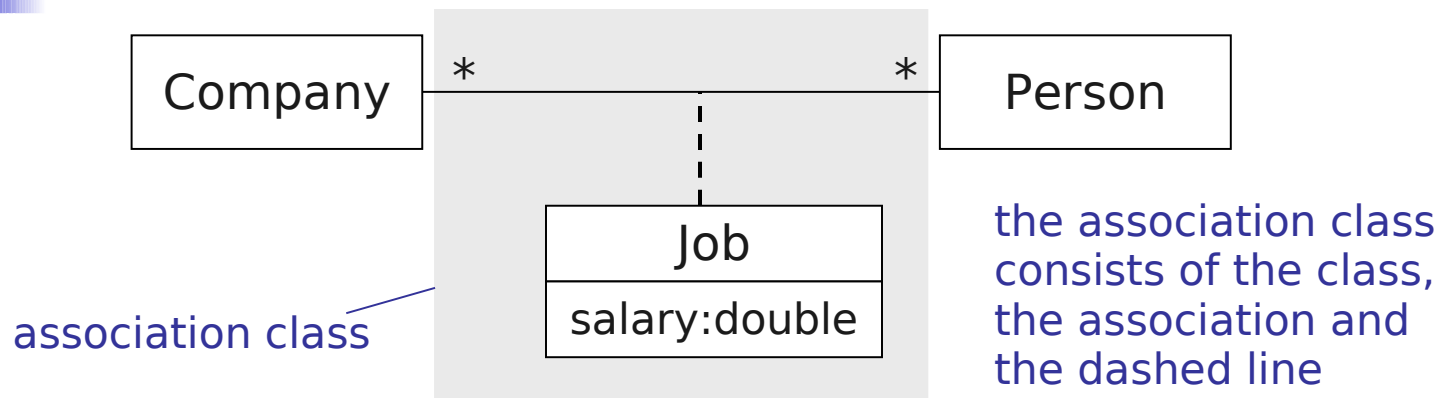 Company
*
*
Person
Job
salary:double
association class
the association class
consists of the class,
the association and
the dashed line